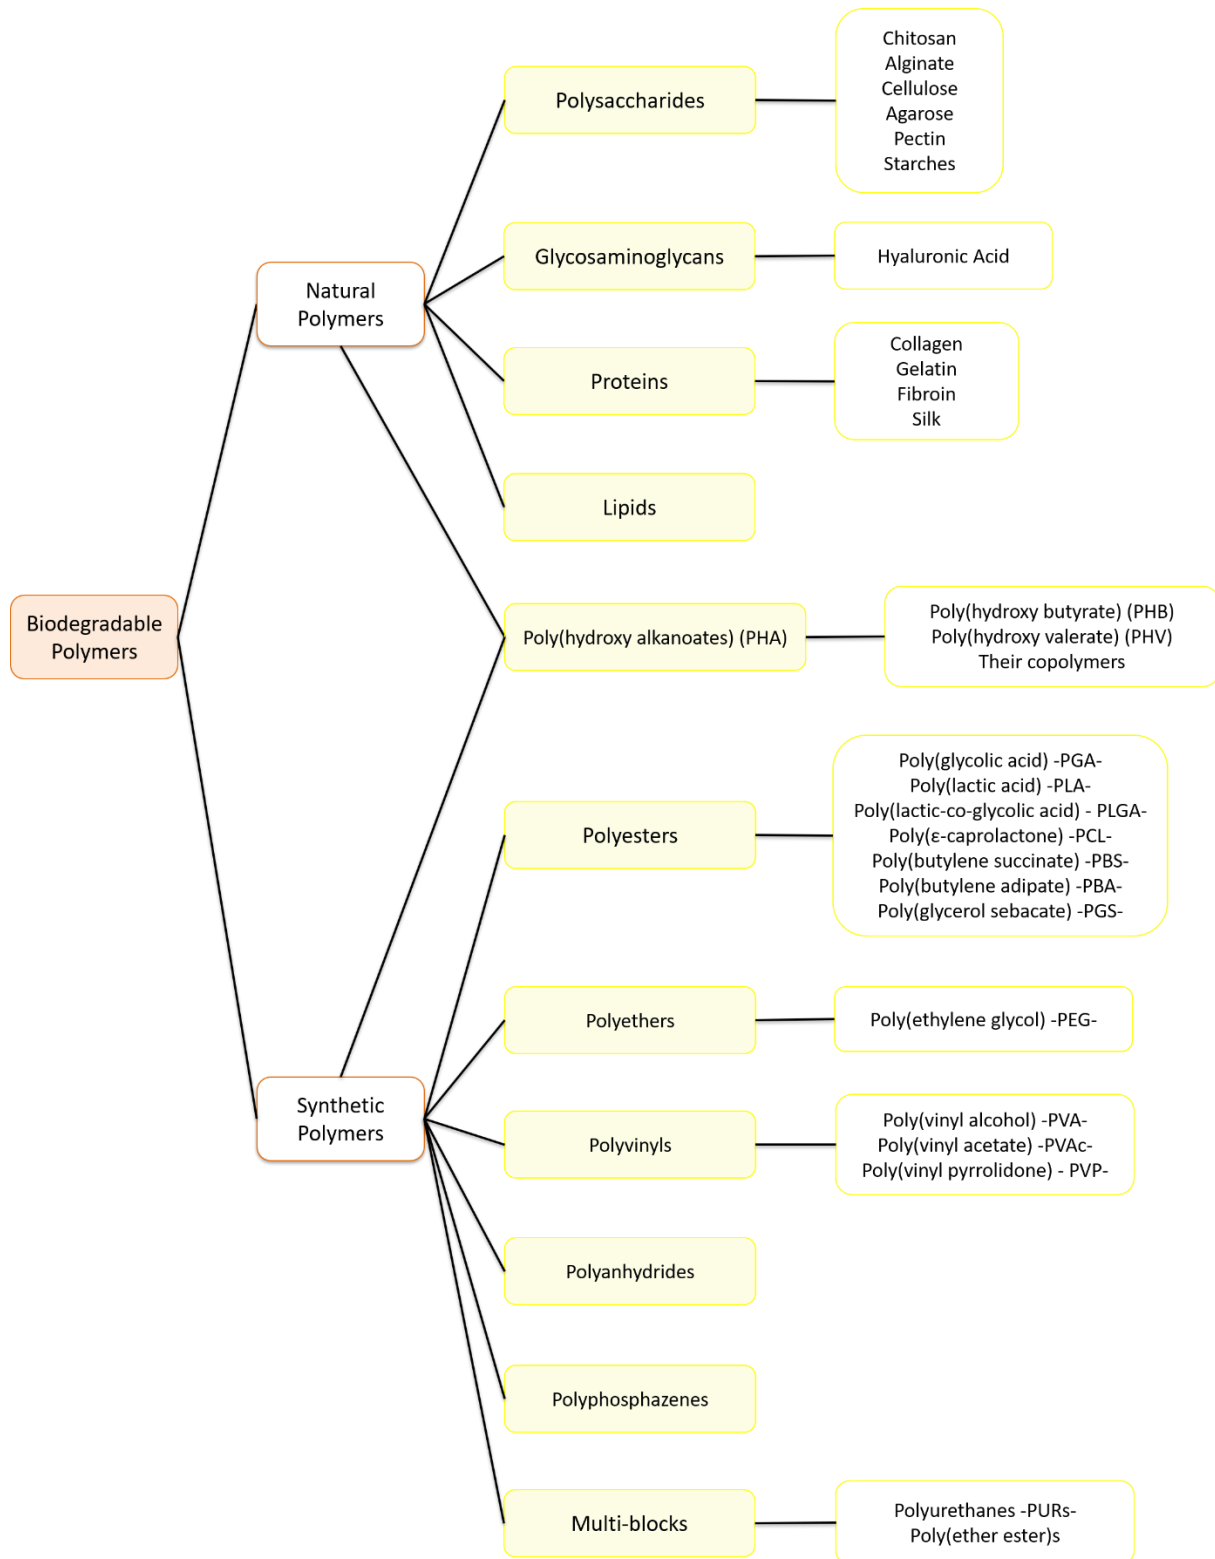 Chitosan
Alginate
Cellulose
Agarose
Pectin
Starches
Polysaccharides
Glycosaminoglycans
Hyaluronic Acid
Natural
Polymers
Collagen
Gelatin
Fibroin
Silk
Proteins
Lipids
Biodegradable
Polymers
Poly(hydroxy alkanoates) (PHA)
Poly(hydroxy butyrate) (PHB)
Poly(hydroxy valerate) (PHV)
Their copolymers
Poly(glycolic acid) -PGA-
Poly(lactic acid) -PLA-
Poly(lactic-co-glycolic acid) - PLGA-
Poly(ε-caprolactone) -PCL-
Poly(butylene succinate) -PBS-
Poly(butylene adipate) -PBA-
Poly(glycerol sebacate) -PGS-
Polyesters
Polyethers
Poly(ethylene glycol) -PEG-
Synthetic
Polymers
Polyvinyls
Poly(vinyl alcohol) -PVA-
Poly(vinyl acetate) -PVAc-
Poly(vinyl pyrrolidone) - PVP-
Polyanhydrides
Polyphosphazenes
Multi-blocks
Polyurethanes -PURs-
Poly(ether ester)s